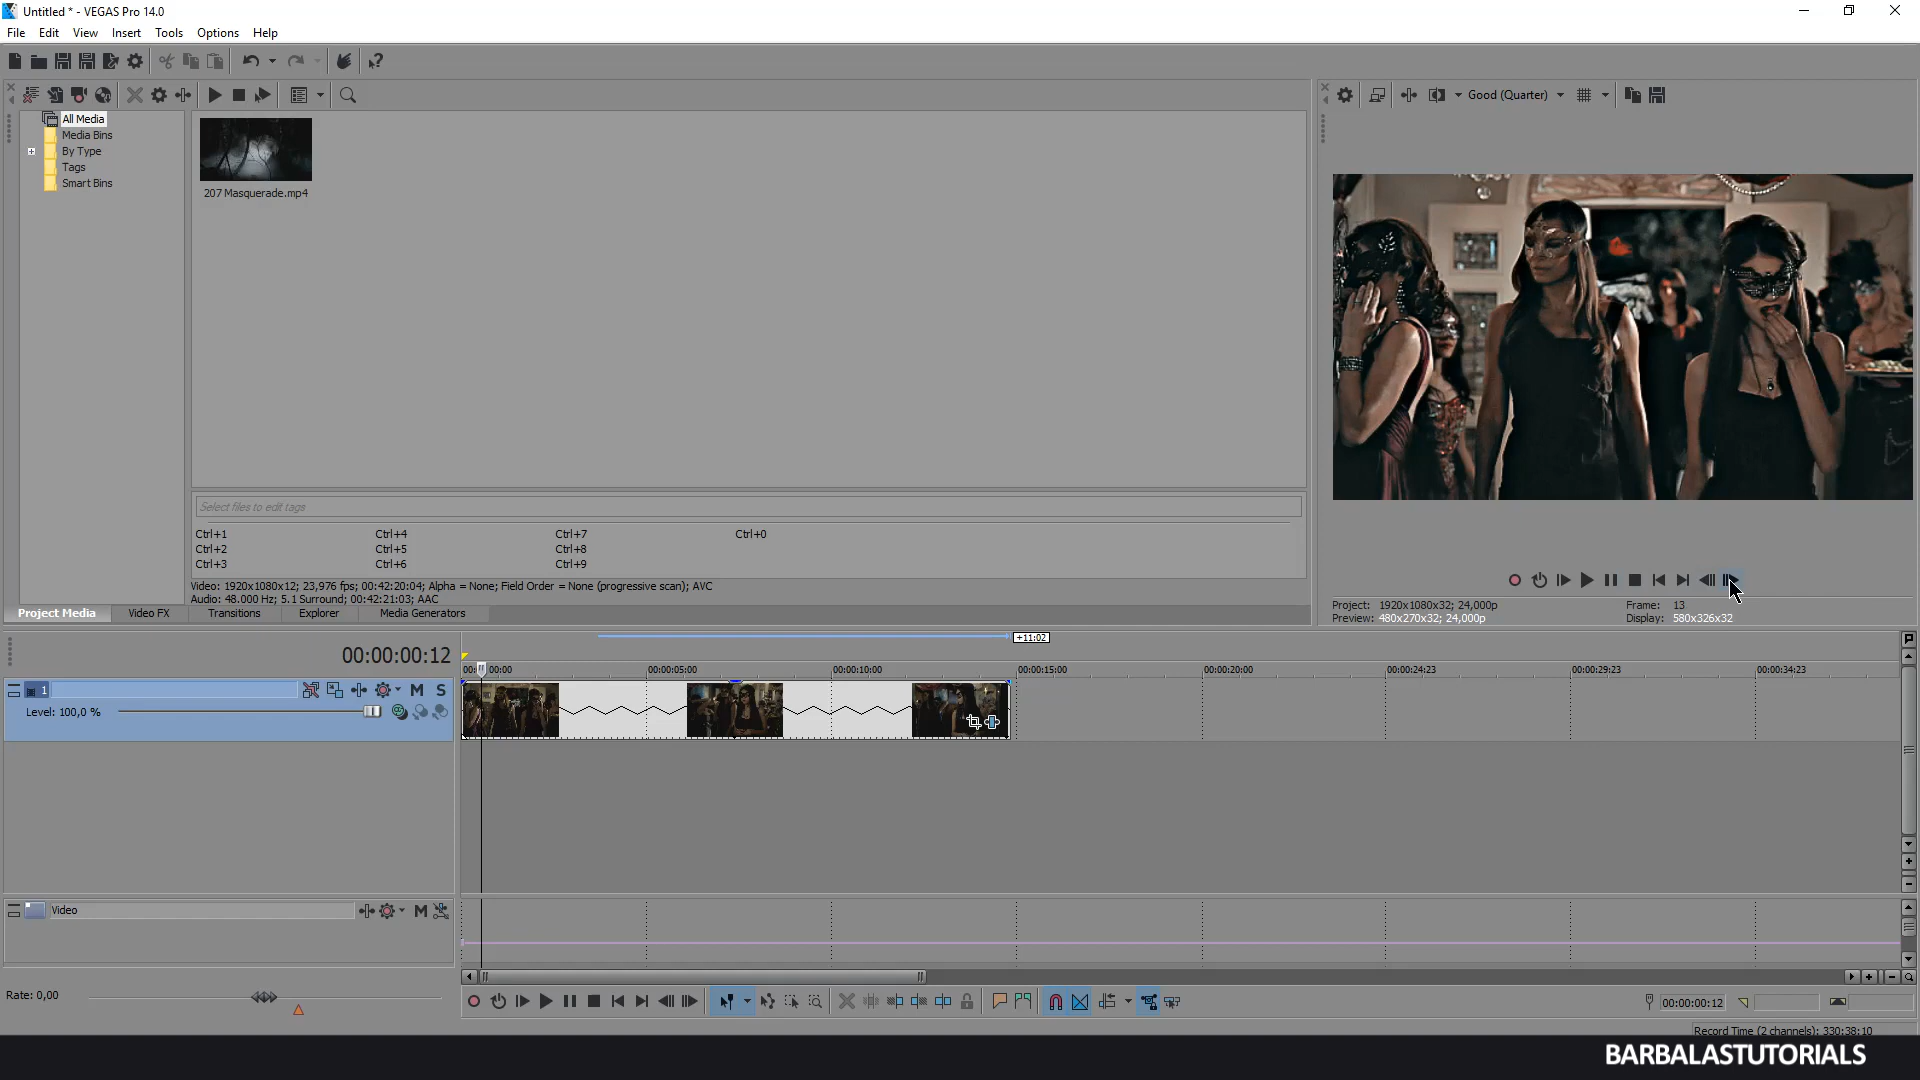 Untitled * - VEGAS Pro 14.0
File Edit View Insert Tools Options Help
Good (Quarter)
All Media
Media Bins
By Type
Tags
Smart Bins
207 Masquerade.mp4
Select files to edit tags
Ctrl+1 Ctrl+4 Ctrl+7 Ctrl+0
Ctrl+2 Ctrl+5 Ctrl+8
Ctrl+3 Ctrl+6 Ctrl+9
Video: 1920x1080x12; 23,976 fps; 00:42:20:04; Alpha = None; Field Order = None (progressive scan); AVC
Audio: 48.000 Hz; 5.1 Surround; 00:42:21:03; AAC
Project Media Video FX Transitions Explorer Media Generators
Project: 1920x1080x32; 24,000p Frame: 13
Preview: 480x270x32; 24,000p Display: 580x326x32
+11:02
00:00:00:12
00:00:05:00 00:00:10:00 00:00:15:00 00:00:20:00 00:00:24:23 00:00:29:23 00:00:34:23
1 M S
Level: 100,0 %
Video M
Rate: 0,00
00:00:00:12
Record Time (2 channels): 330:38:10
BARBALASTUTORIALS